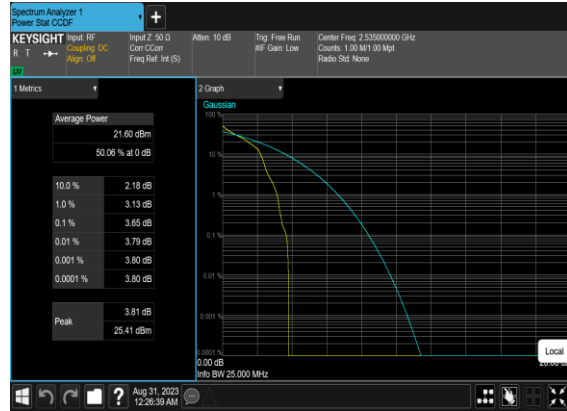 Spectrum Analyzer 1
Power Stat CCDF
+
KEYSIGHT
R T
LW
Input: RF
Coupling: DC
Align: Off
Input Z: 50 Ω
Corr CCorr
Freq Ref: Int (S)
Atten: 10 dB
Trig: Free Run
#IF Gain: Low
Center Freq: 2.535000000 GHz
Counts: 1.00 M/1.00 Mpt
Radio Std: None
1 Metrics
Average Power
21.60 dBm
50.06 % at 0 dB
10.0 % 2.18 dB
1.0 % 3.13 dB
0.1 % 3.65 dB
0.01 % 3.79 dB
0.001 % 3.80 dB
0.0001 % 3.80 dB
Peak 3.81 dB
25.41 dBm
2 Graph
Gaussian
100 %
10 %
1 %
0.1 %
0.01 %
0.001 %
0.0001 %
0.00 dB
Info BW 25.000 MHz
Local
?
Aug 31, 2023
12:26:39 AM